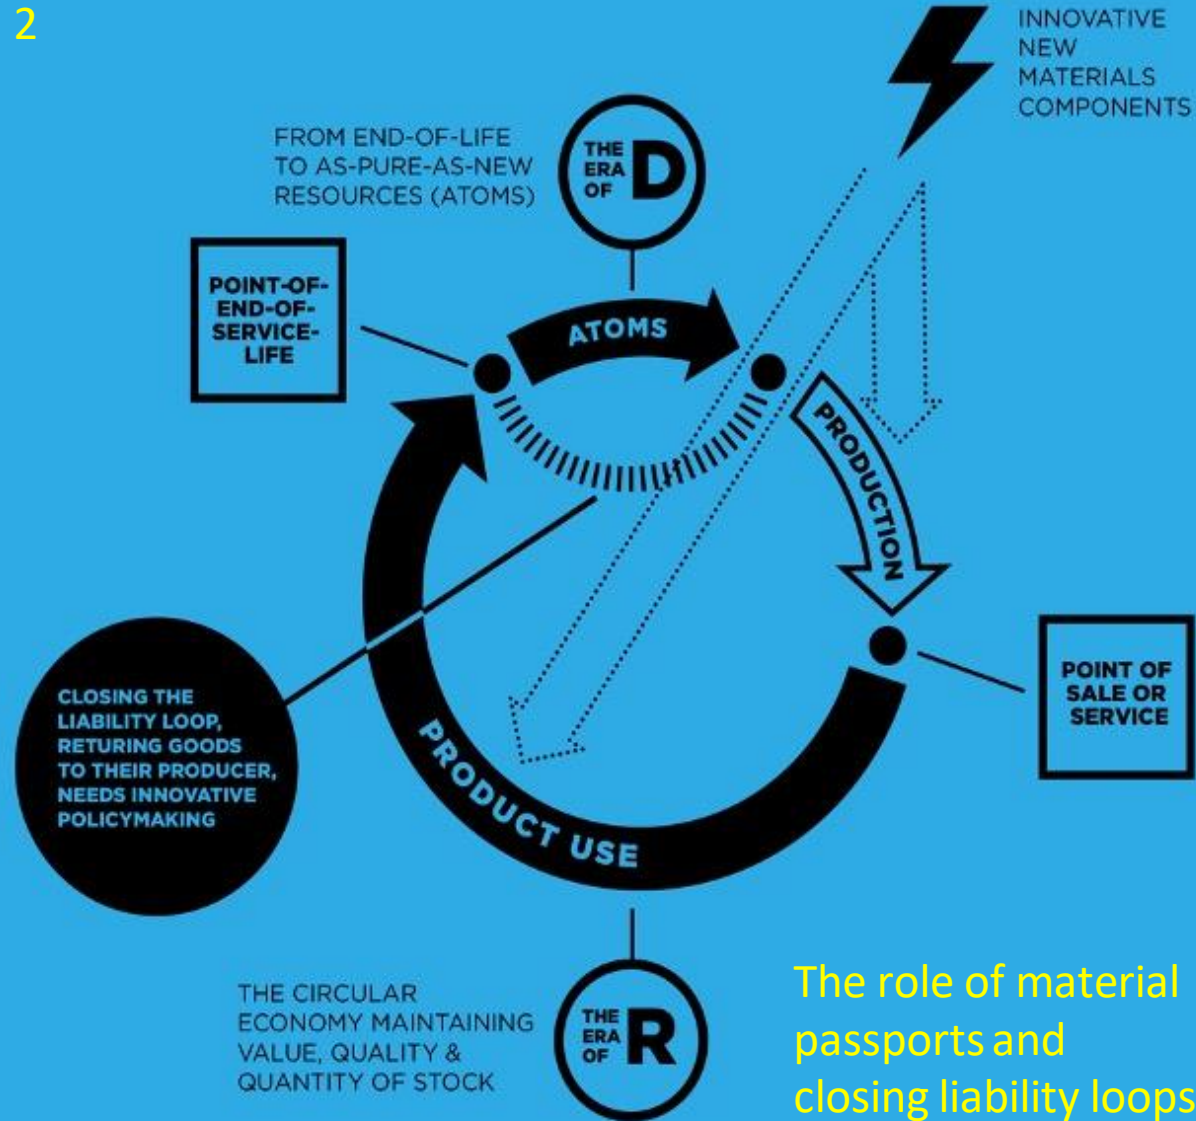 2
INNOVATIVE
NEW
MATERIALS
COMPONENTS
FROM END-OF-LIFE
TO AS-PURE-AS-NEW
RESOURCES (ATOMS)
THE
ERA
OF
D
POINT-OF-
END-OF-
SERVICE-
LIFE
ATOMS
PRODUCTION
POINT OF
SALE OR
SERVICE
CLOSING THE
LIABILITY LOOP,
RETURING GOODS
TO THEIR PRODUCER,
NEEDS INNOVATIVE
POLICYMAKING
PRODUCT USE
THE CIRCULAR
ECONOMY MAINTAINING
VALUE, QUALITY &
QUANTITY OF STOCK
THE
ERA
OF
R
The role of material
passports and
closing liability loops